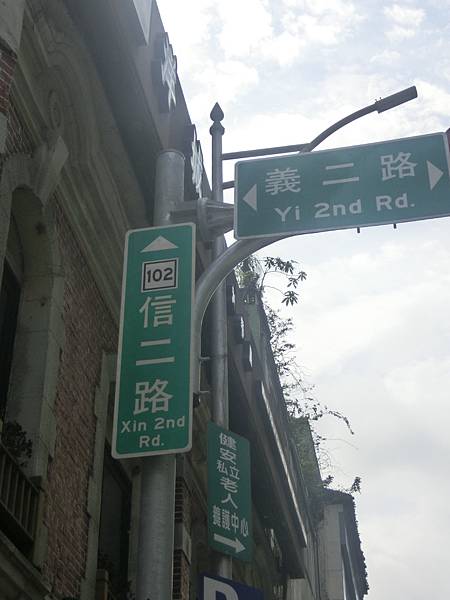 義二路
Yi 2nd Rd.
102
信二路
Xin 2nd
Rd.
健安
私立
老人
養護中心
P